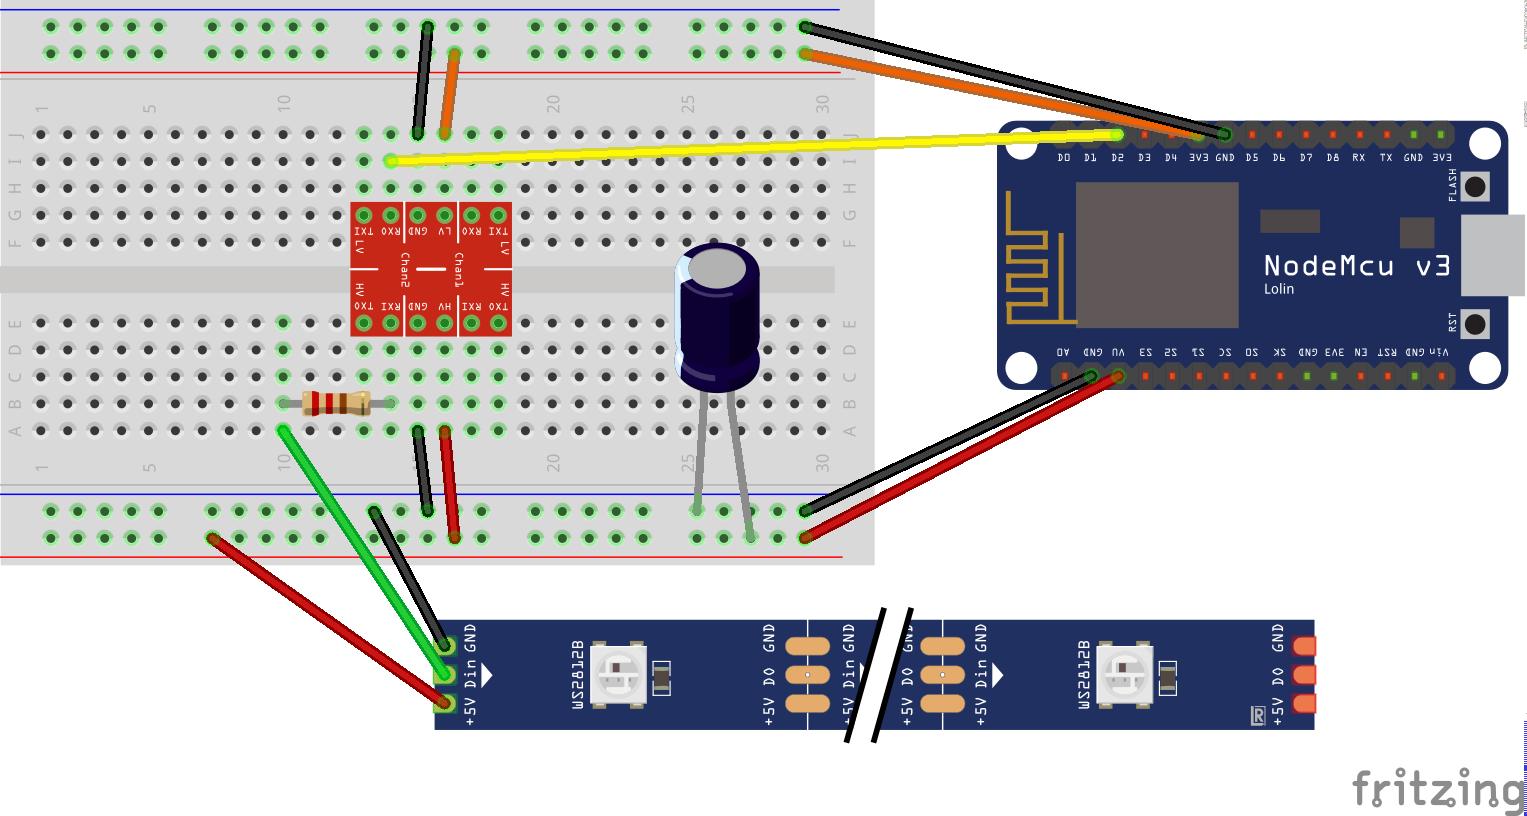 1 5 10 20 25 30
J J
I I
H H
G G
F F
E E
D D
C C
B B
A A
1 5 10 20 25 30
TXI RXO GND LV RXO TXI
LV LV
Chan2 Chan1
HV HV
TXO RXI GND HV RXI TXO
D0 D1 D2 D3 D4 3V3 GND D5 D6 D7 D8 RX TX GND 3V3
FLASH
NodeMcu v3
Lolin
RST
A0 GND VU S3 S2 S1 SC S0 SK GND 3V3 EN RST GND Vin
GND GND GND GND GND GND
Din D0 Din D0 Din D0
+5V +5V +5V +5V +5V +5V
WS2812B WS2812B
R
fritzing